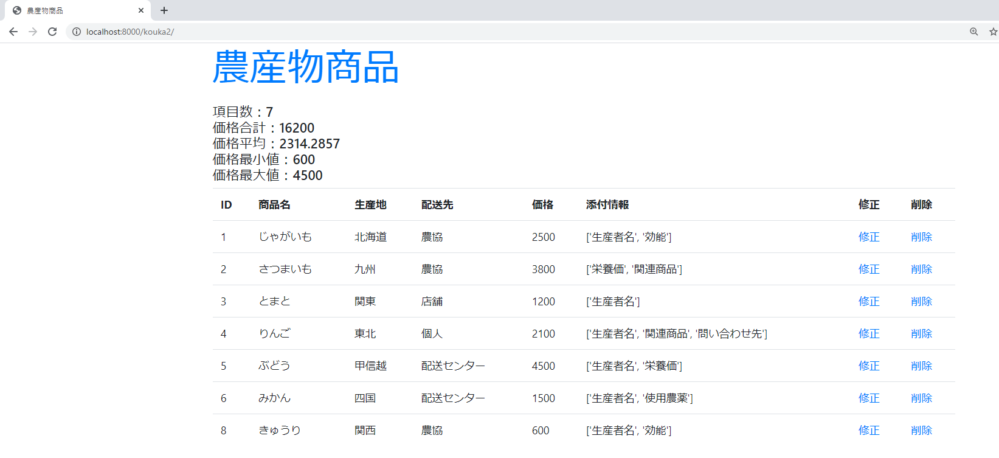 農産物商品
localhost:8000/kouka2/
農産物商品
項目数：7
価格合計：16200
価格平均：2314.2857
価格最小値：600
価格最大値：4500
ID 商品名 生産地 配送先 価格 添付情報 修正 削除
1 じゃがいも 北海道 農協 2500 ['生産者名', '効能'] 修正 削除
2 さつまいも 九州 農協 3800 ['栄養価', '関連商品'] 修正 削除
3 とまと 関東 店舗 1200 ['生産者名'] 修正 削除
4 りんご 東北 個人 2100 ['生産者名', '関連商品', '問い合わせ先'] 修正 削除
5 ぶどう 甲信越 配送センター 4500 ['生産者名', '栄養価'] 修正 削除
6 みかん 四国 配送センター 1500 ['生産者名', '使用農薬'] 修正 削除
8 きゅうり 関西 農協 600 ['生産者名', '効能'] 修正 削除